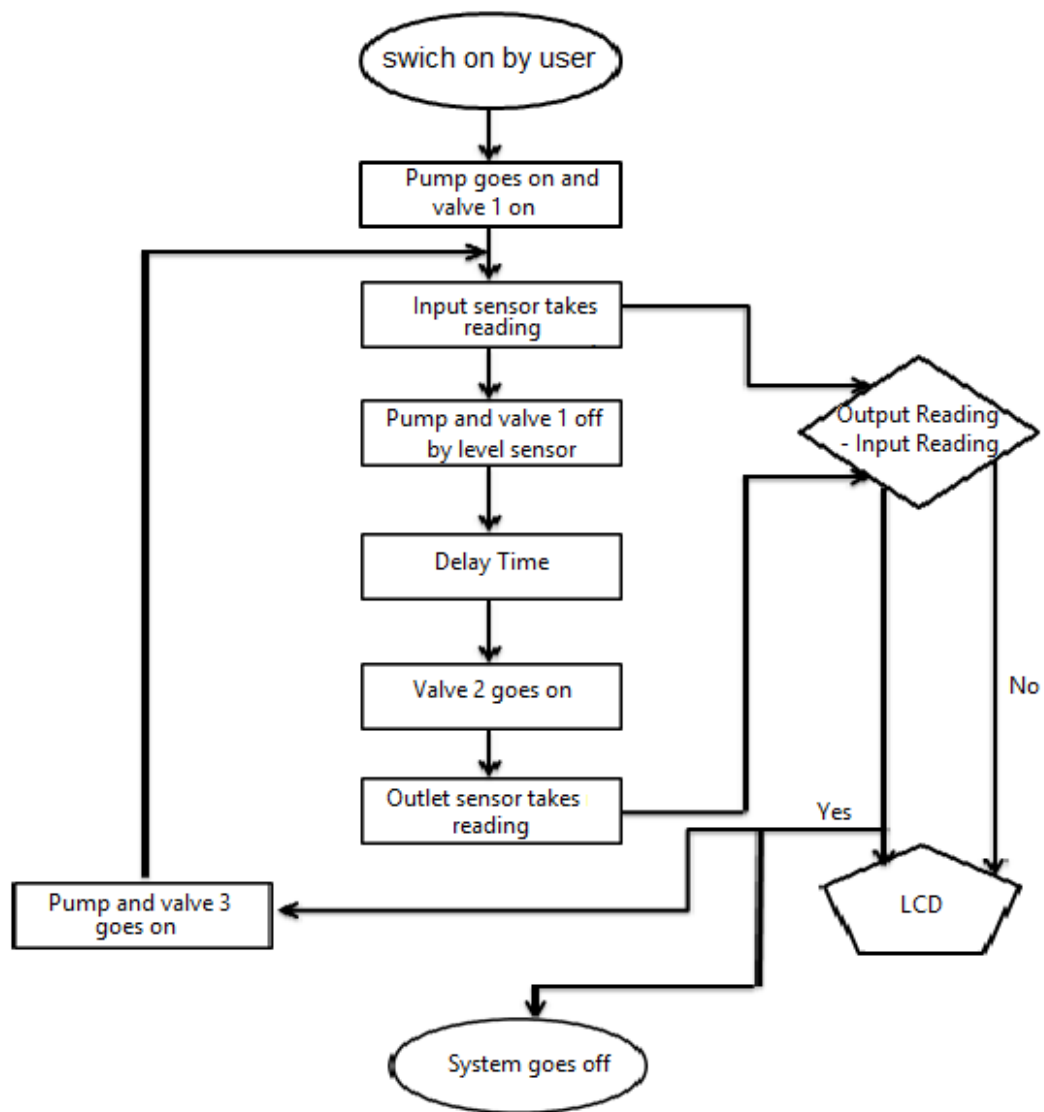 swich on by user
Pump goes on and
valve 1 on
Input sensor takes
reading
Pump and valve 1 off
by level sensor
Delay Time
Valve 2 goes on
Outlet sensor takes
reading
Output Reading
- Input Reading
No
Yes
LCD
Pump and valve 3
goes on
System goes off